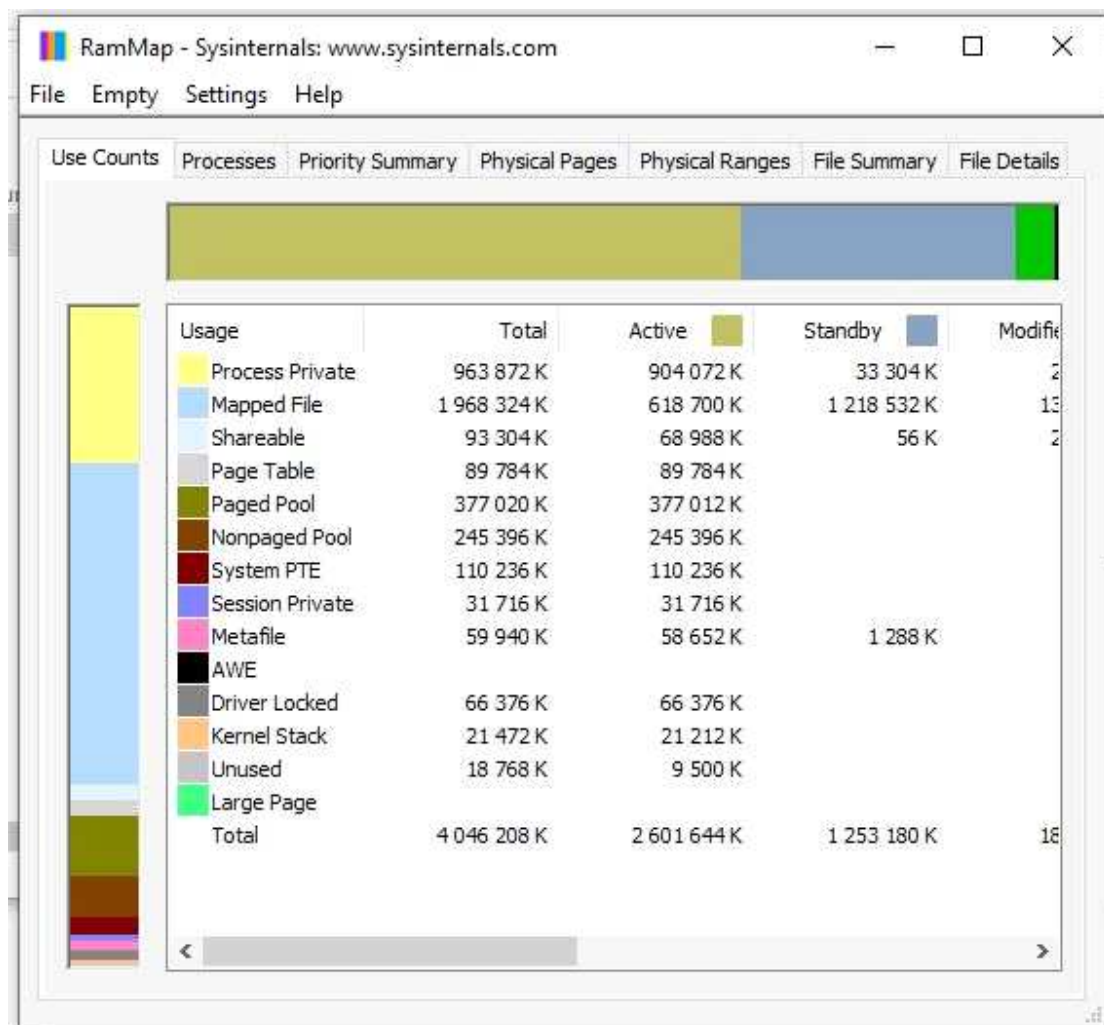 RamMap - Sysinternals: www.sysinternals.com
File Empty Settings Help
Use Counts Processes Priority Summary Physical Pages Physical Ranges File Summary File Details
Usage Total Active Standby Modifie
Process Private 963 872 K 904 072 K 33 304 K 2
Mapped File 1 968 324 K 618 700 K 1 218 532 K 13
Shareable 93 304 K 68 988 K 56 K 2
Page Table 89 784 K 89 784 K
Paged Pool 377 020 K 377 012 K
Nonpaged Pool 245 396 K 245 396 K
System PTE 110 236 K 110 236 K
Session Private 31 716 K 31 716 K
Metafile 59 940 K 58 652 K 1 288 K
AWE
Driver Locked 66 376 K 66 376 K
Kernel Stack 21 472 K 21 212 K
Unused 18 768 K 9 500 K
Large Page
Total 4 046 208 K 2 601 644 K 1 253 180 K 18